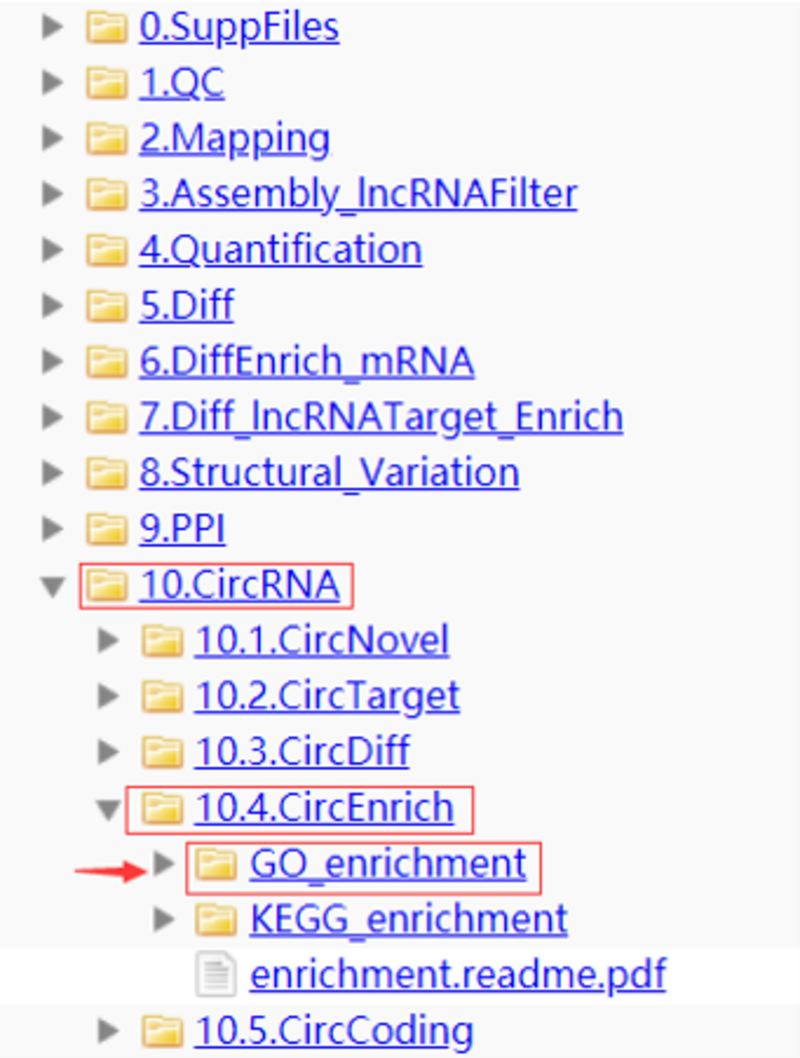 0.SuppFiles
1.QC
2.Mapping
3.Assembly_lncRNAFilter
4.Quantification
5.Diff
6.DiffEnrich_mRNA
7.Diff_lncRNATarget_Enrich
8.Structural_Variation
9.PPI
10.CircRNA
10.1.CircNovel
10.2.CircTarget
10.3.CircDiff
10.4.CircEnrich
GO_enrichment
KEGG_enrichment
enrichment.readme.pdf
10.5.CircCoding